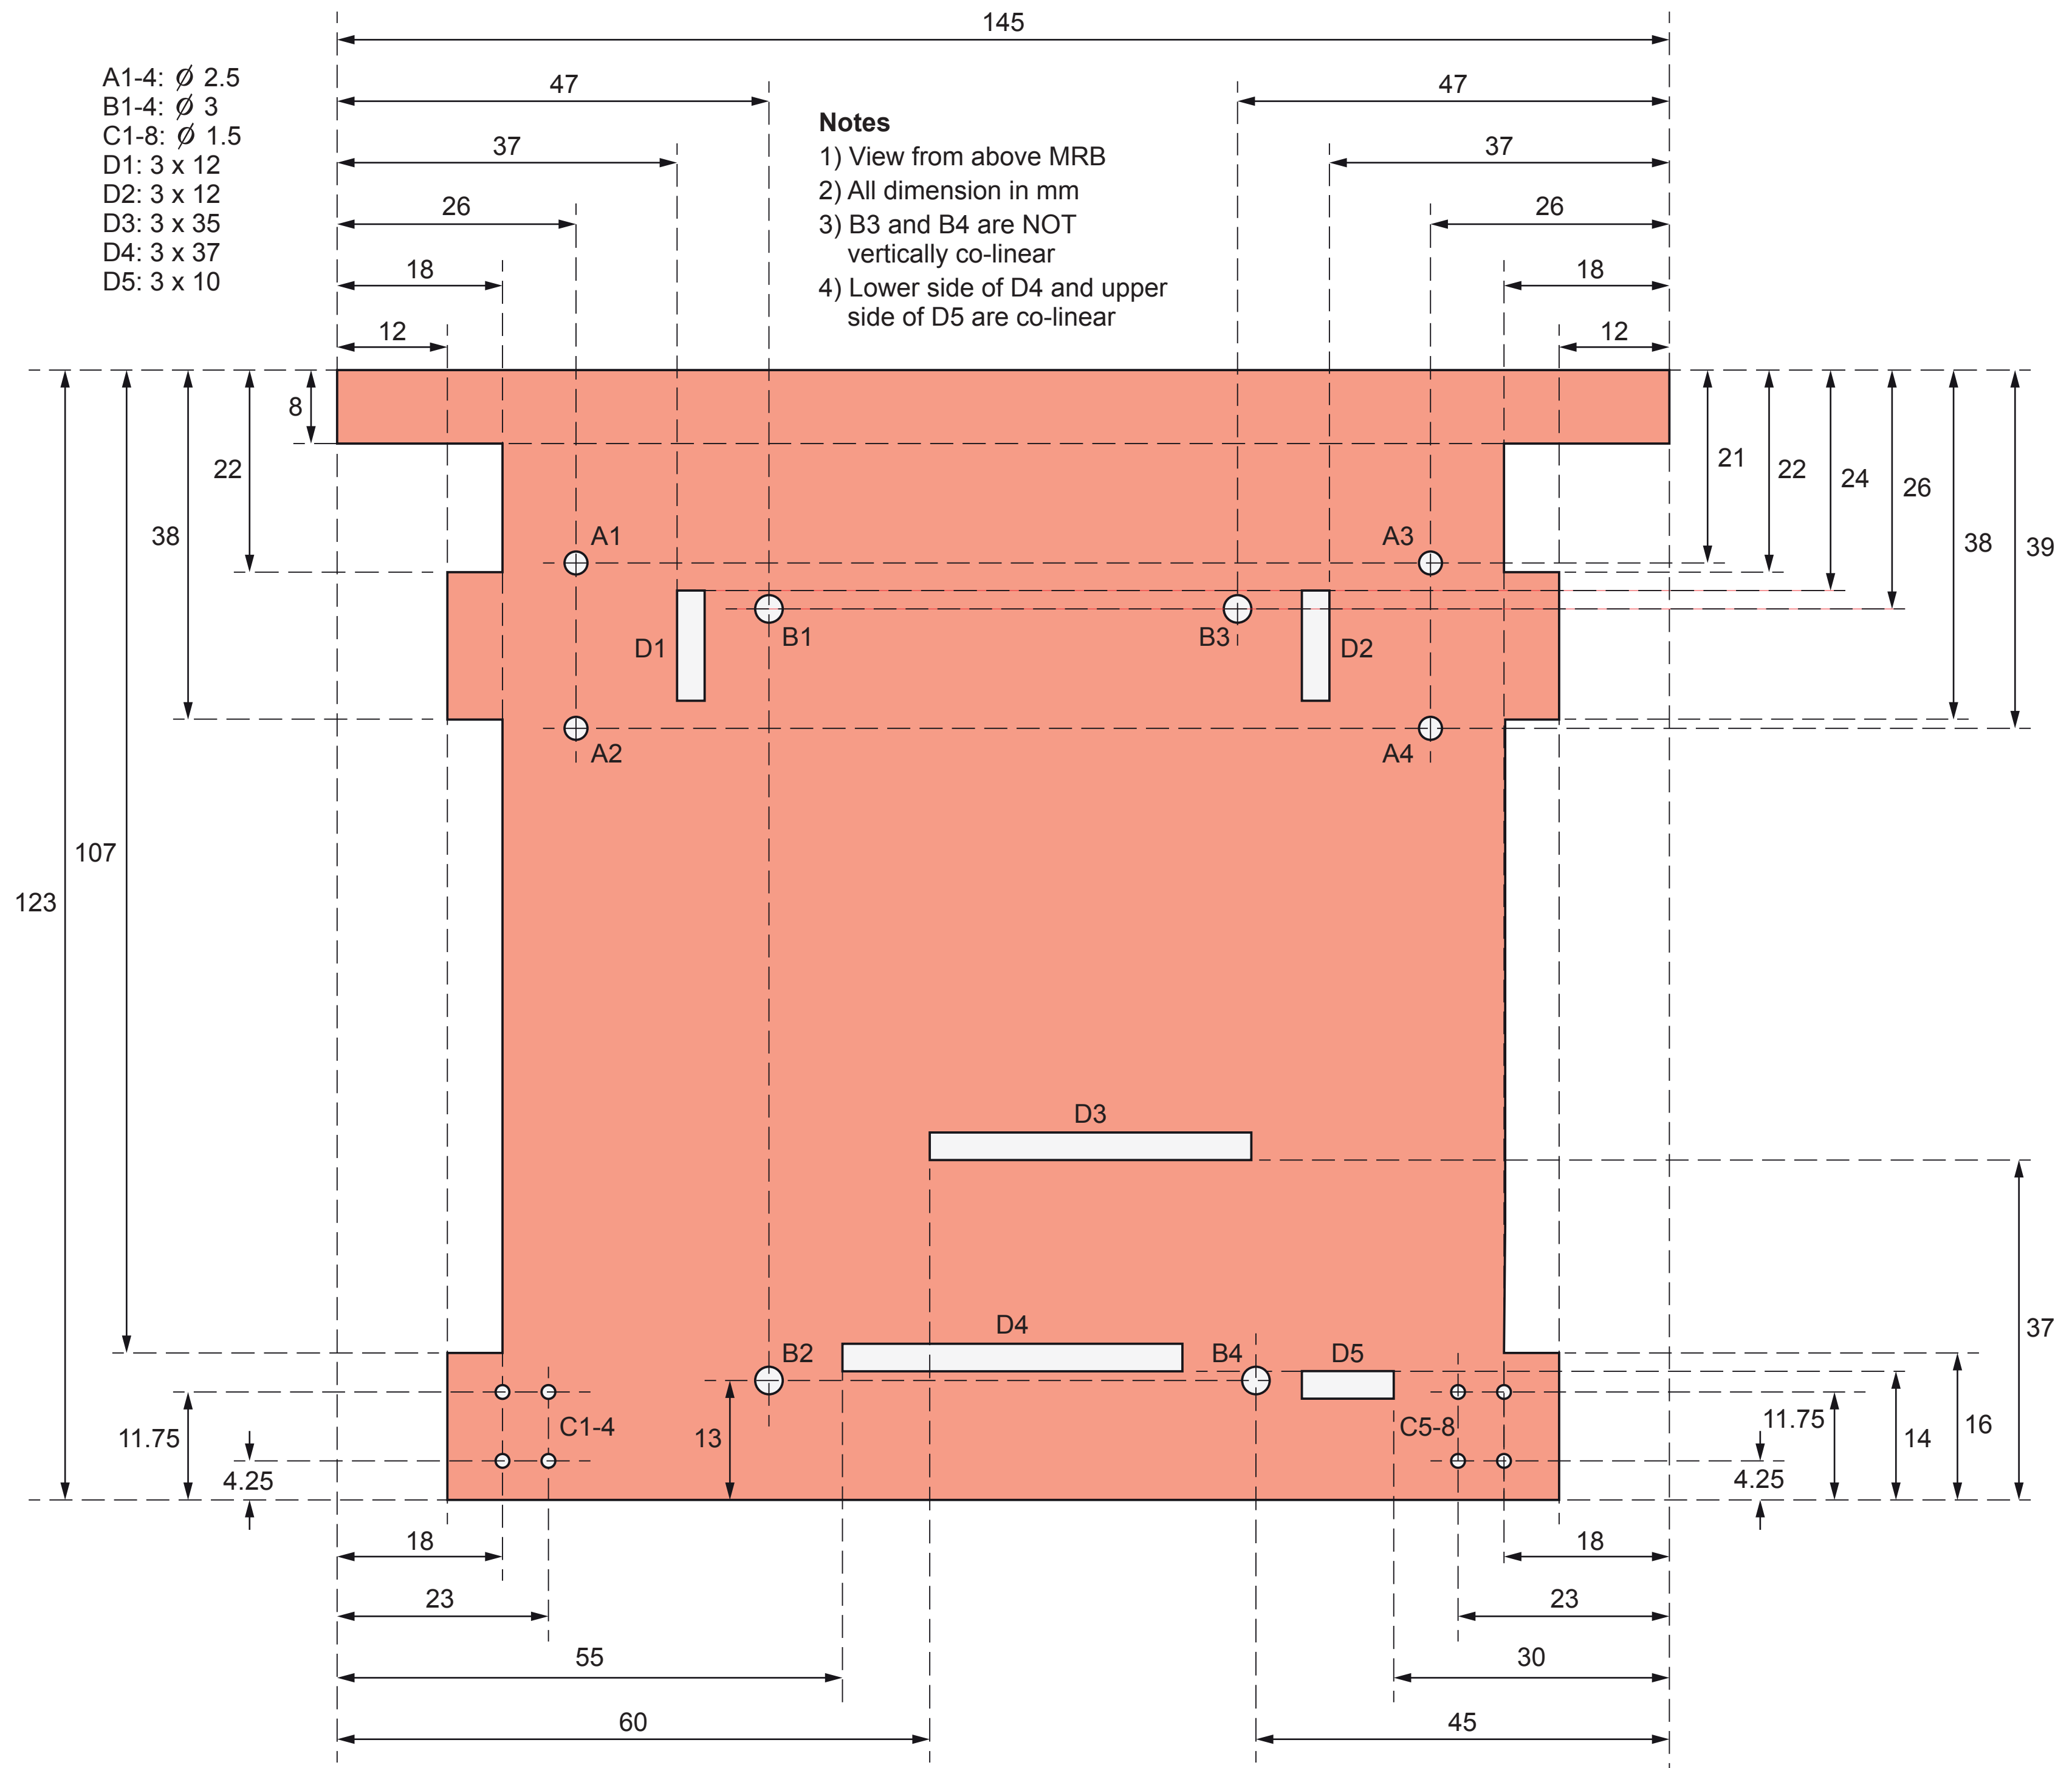 145
A1-4: ø 2.5
B1-4: ø 3
C1-8: ø 1.5
D1: 3 x 12
D2: 3 x 12
D3: 3 x 35
D4: 3 x 37
D5: 3 x 10
47
47
Notes
1) View from above MRB
2) All dimension in mm
3) B3 and B4 are NOT
vertically co-linear
4) Lower side of D4 and upper
side of D5 are co-linear
37
37
26
26
18
18
12
12
8
22
38
107
123
21
22
24
26
38
39
A1
A3
D1
B1
B3
D2
A2
A4
D3
37
D4
B2
B4
D5
C1-4
C5-8
11.75
4.25
13
11.75
4.25
14
16
18
18
23
23
55
30
60
45